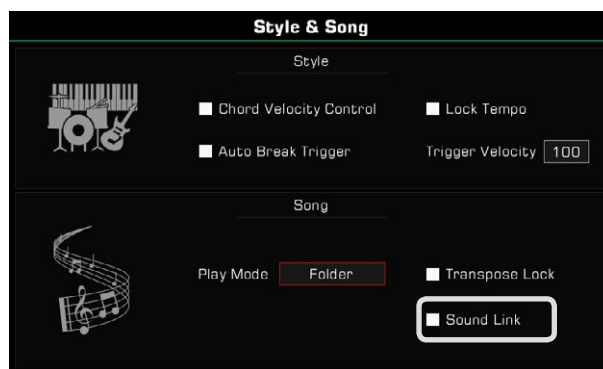 Style & Song
Style
Chord Velocity Control
Lock Tempo
Auto Break Trigger
Trigger Velocity 100
Song
Play Mode Folder
Transpose Lock
Sound Link